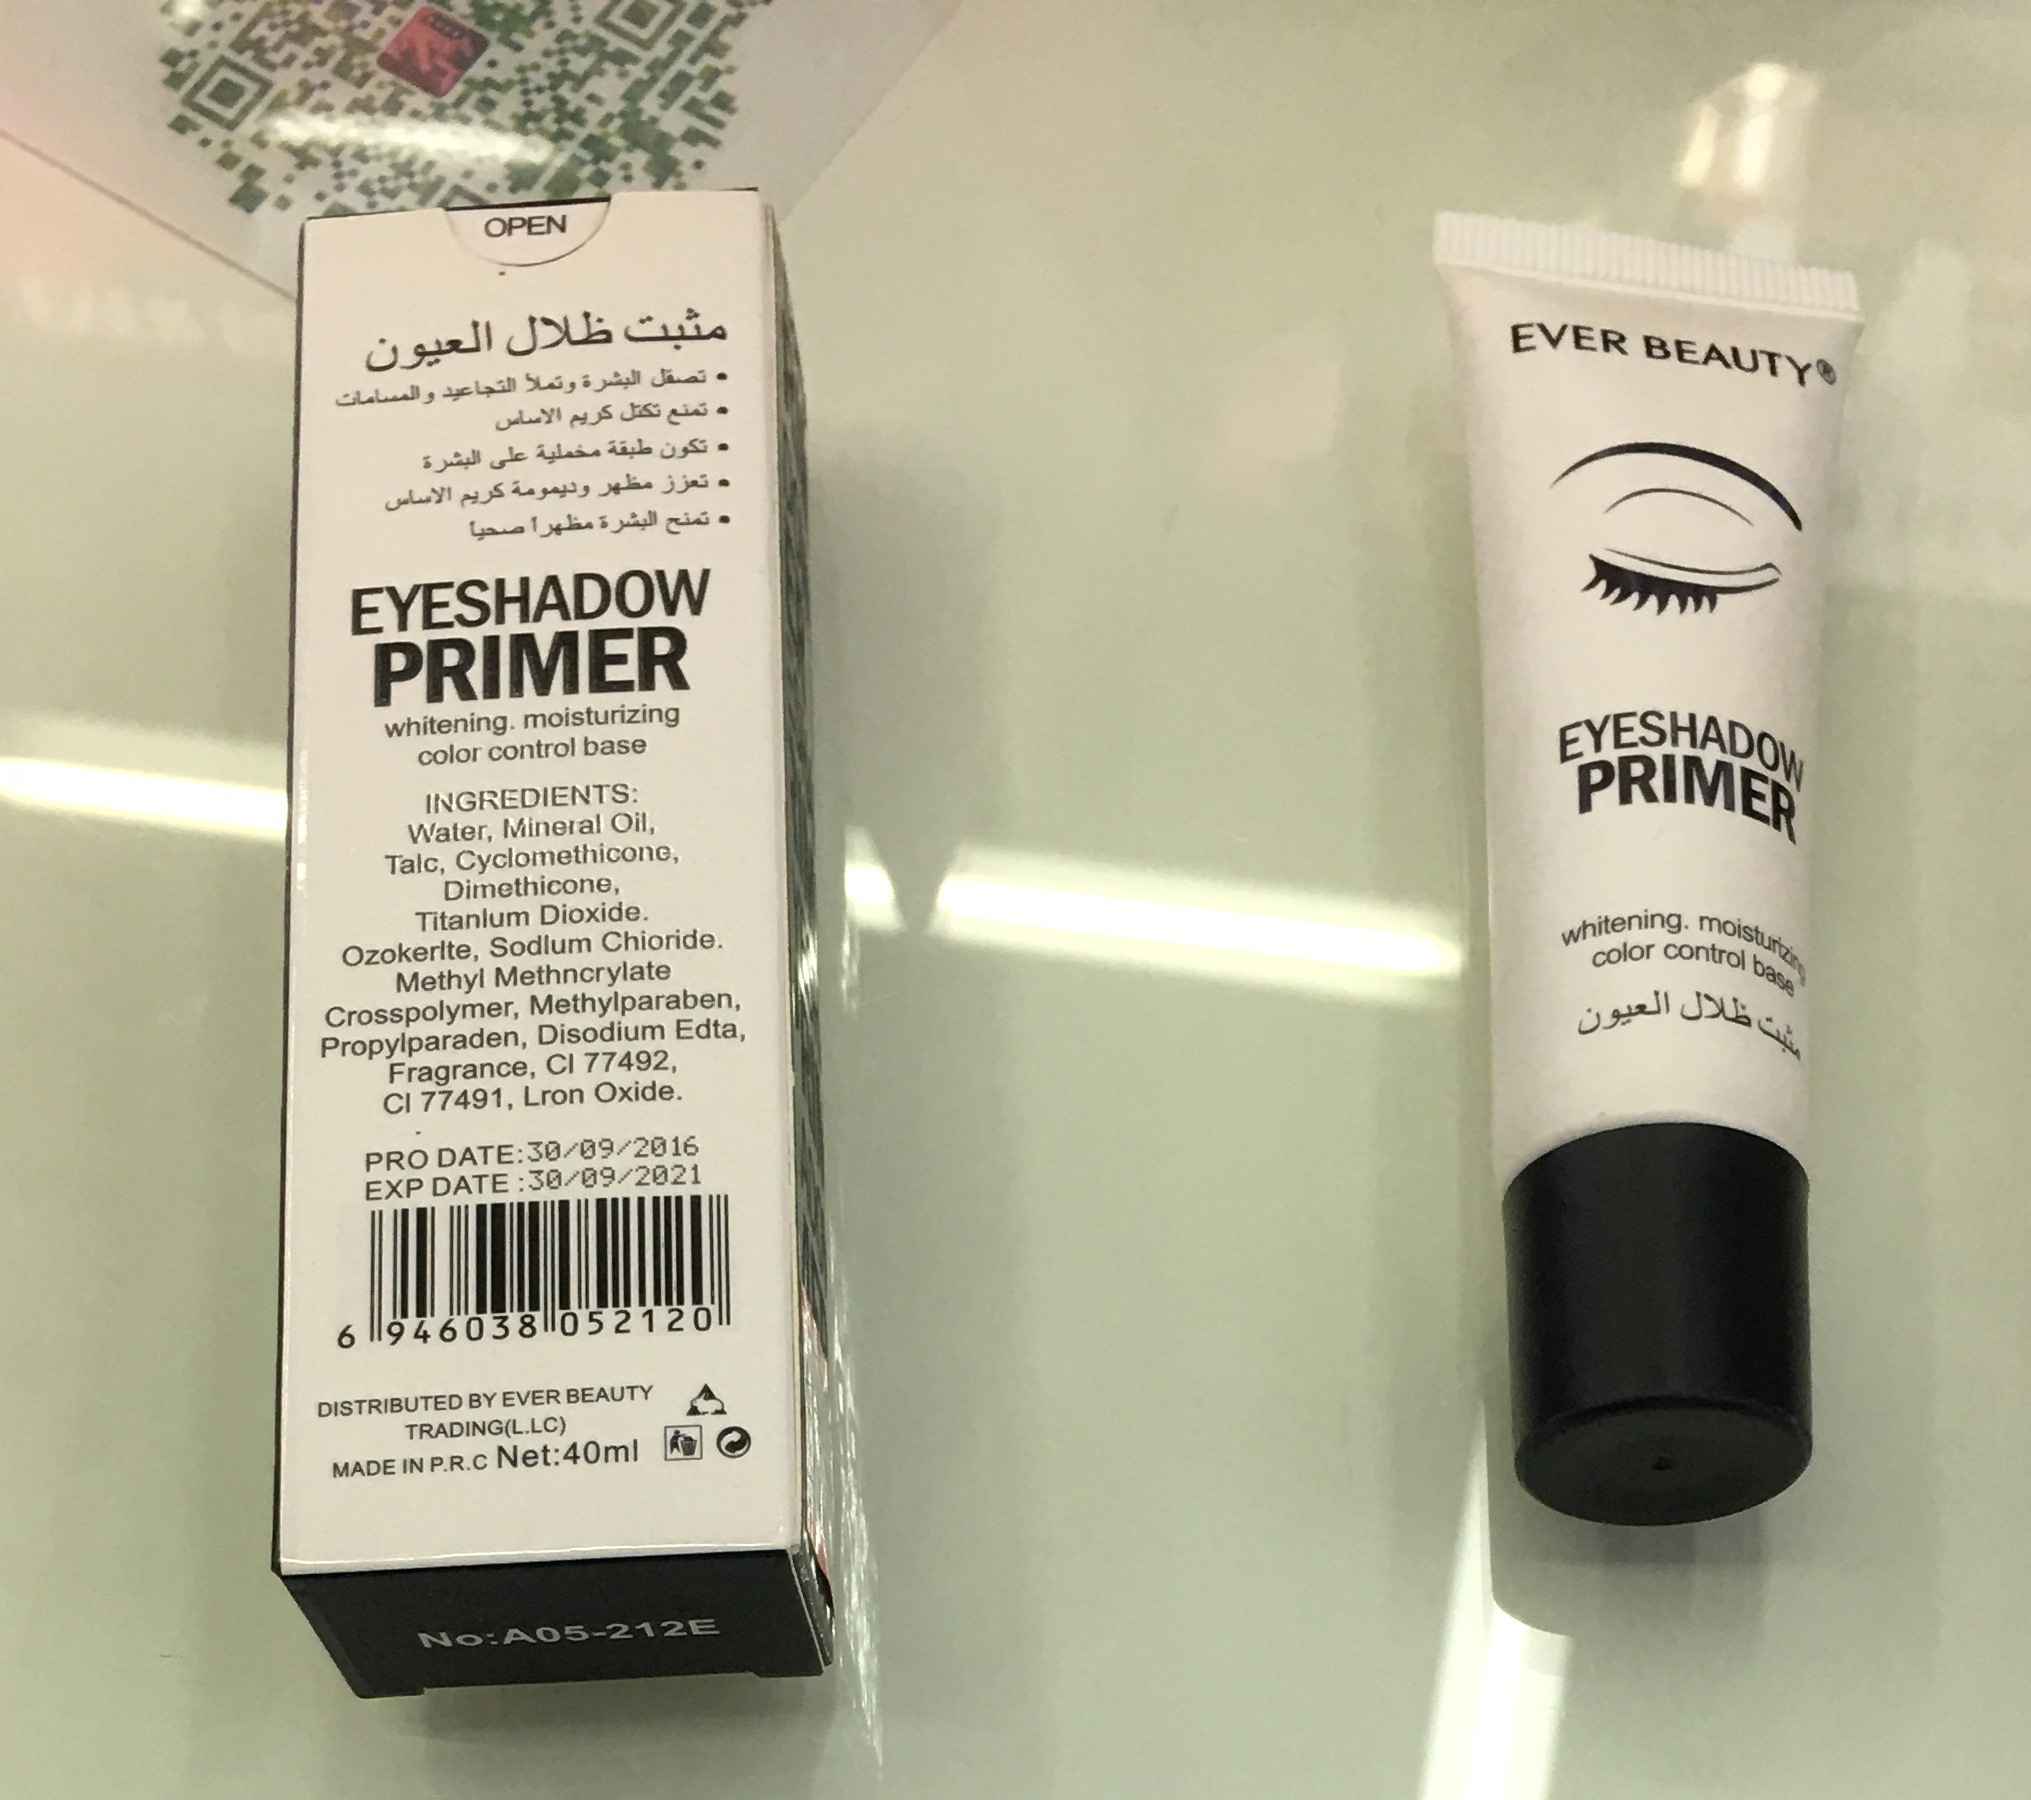 OPEN
مثبت ظلال العيون
• تصقل البشرة وتملأ التجاعيد والمسامات
• تمنع تكتل كريم الاساس
• تكون طبقة مخملية على البشرة
• تعزز مظهر وديمومة كريم الاساس
• تمنح البشرة مظهراً صحياً
EYESHADOW
PRIMER
whitening. moisturizing
color control base
INGREDIENTS:
Water, Mineral Oil,
Talc, Cyclomethicone,
Dimethicone,
Titanlum Dioxide.
Ozokerlte, Sodlum Chioride.
Methyl Methncrylate
Crosspolymer, Methylparaben,
Propylparaden, Disodium Edta,
Fragrance, CI 77492,
CI 77491, Lron Oxide.
PRO DATE:30/09/2016
EXP DATE :30/09/2021
6 946038 052120
DISTRIBUTED BY EVER BEAUTY
TRADING(L.LC)
MADE IN P.R.C Net:40ml
No:A05-212E
EVER BEAUTY®
EYESHADOW
PRIMER
whitening. moisturizing
color control base
مثبت ظلال العيون